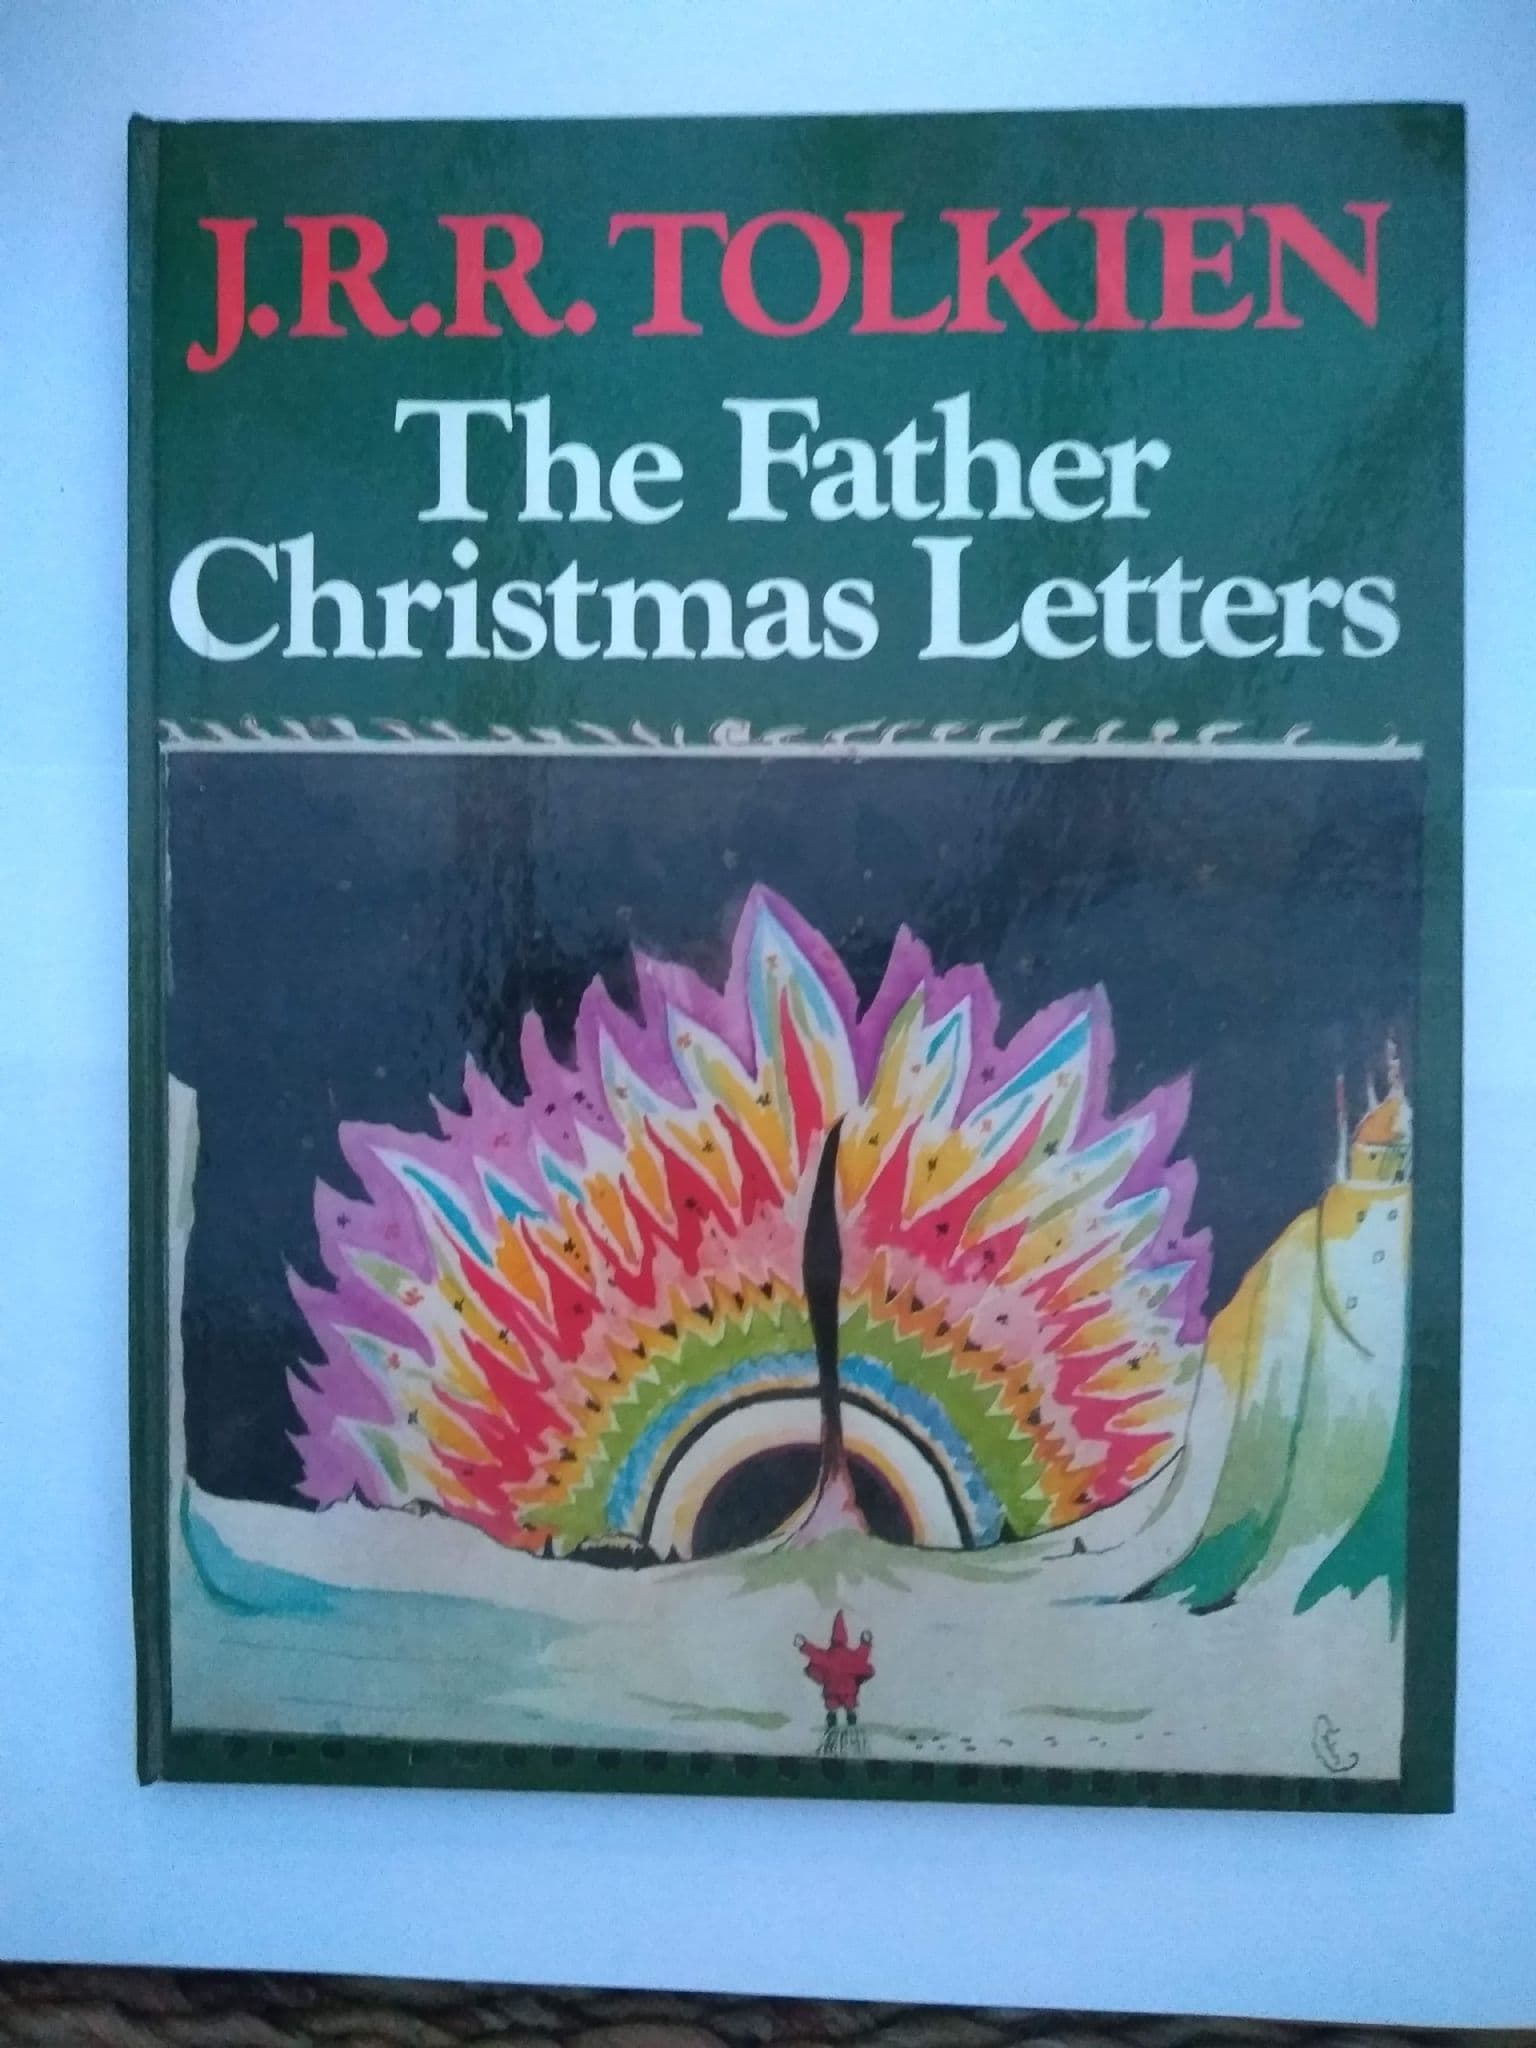 J.R.R. TOLKIEN
The Father
Christmas Letters